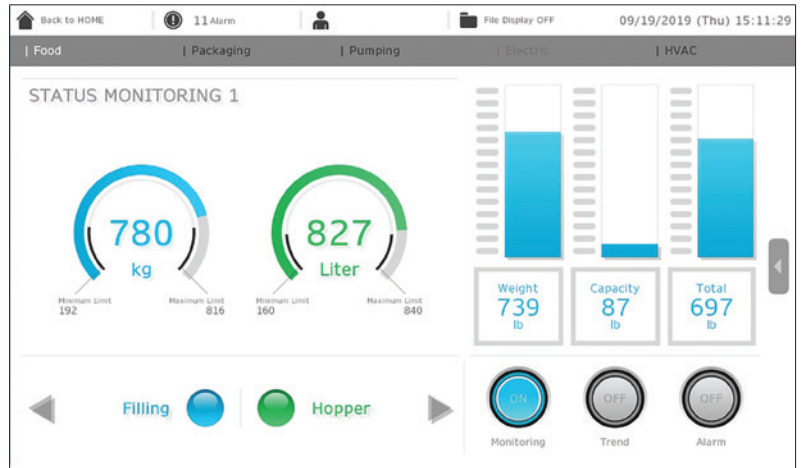 Back to HOME
11 Alarm
File Display OFF
09/19/2019 (Thu) 15:11:29
| Food
| Packaging
| Pumping
| Electric
| HVAC
STATUS MONITORING 1
780
kg
Minimum Limit
192
Maximum Limit
816
827
Liter
Minimum Limit
160
Maximum Limit
840
Weight
739
lb
Capacity
87
lb
Total
697
lb
Filling
Hopper
ON
Monitoring
OFF
Trend
OFF
Alarm